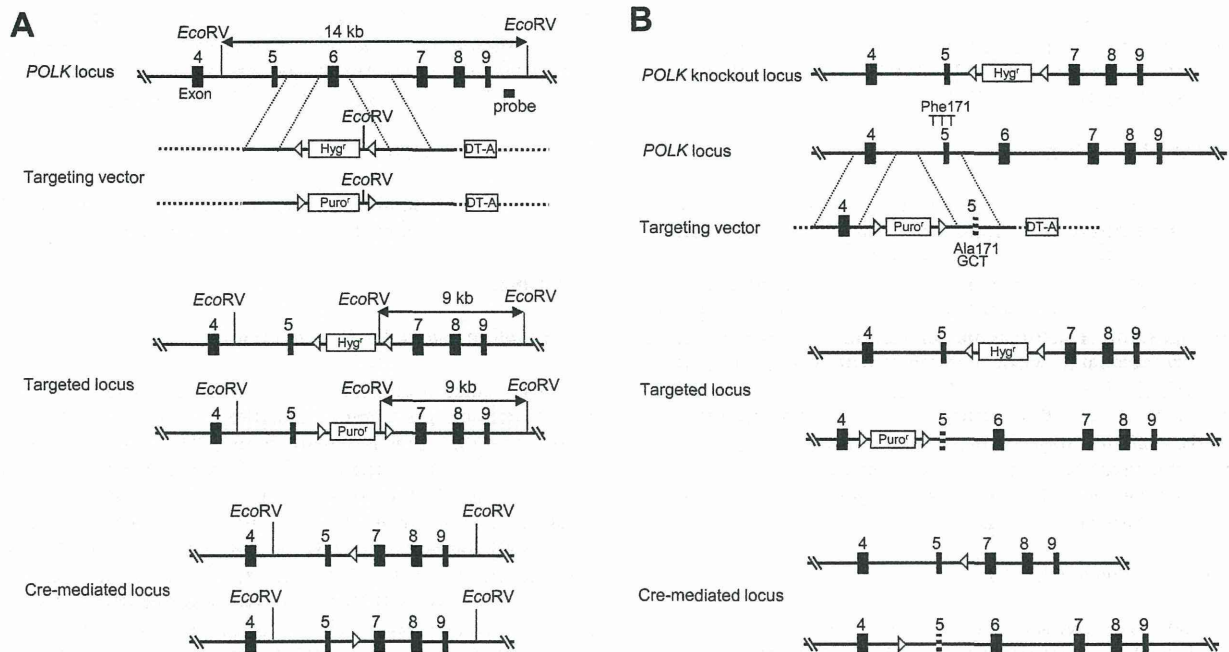 A
EcoRV 14 kb EcoRV
4 5 6 7 8 9
POLK locus
Exon
probe
EcoRV
Hygʳ DT-A
Targeting vector
EcoRV
Puroʳ DT-A
EcoRV EcoRV 9 kb EcoRV
4 5 7 8 9
Hygʳ
Targeted locus
EcoRV EcoRV 9 kb EcoRV
4 5 7 8 9
Puroʳ
EcoRV EcoRV
4 5 7 8 9
Cre-mediated locus
EcoRV EcoRV
4 5 7 8 9
B
4 5 7 8 9
POLK knockout locus Hygʳ
Phe171
TTT
4 5 6 7 8 9
POLK locus
4 5
Targeting vector Puroʳ DT-A
Ala171
GCT
4 5 7 8 9
Hygʳ
Targeted locus
4 5 6 7 8 9
Puroʳ
4 5 7 8 9
Cre-mediated locus
4 5 6 7 8 9